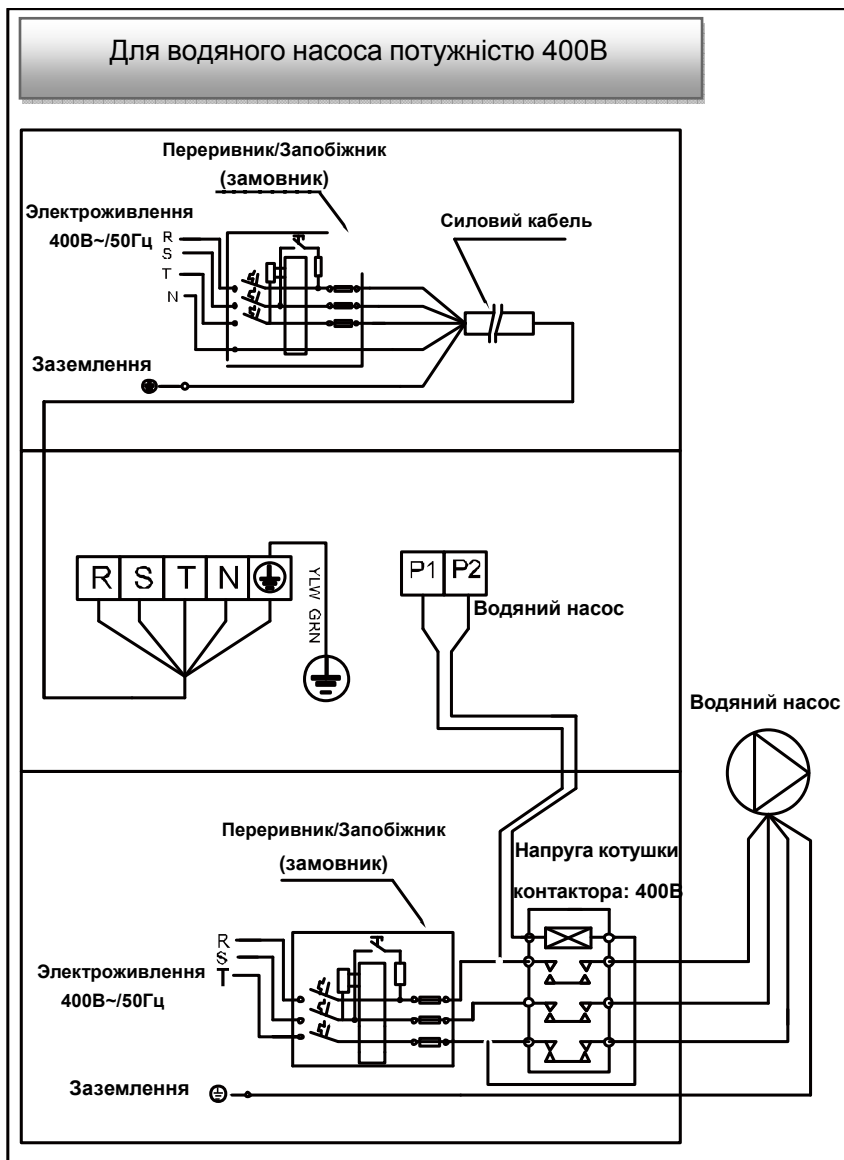 Для водяного насоса потужністю 400В
Переривник/Запобіжник
(замовник)
Электроживлення
400В~/50Гц
R
S
T
N
Силовий кабель
Заземлення
R S T N
YLW GRN
P1 P2
Водяний насос
Водяний насос
Переривник/Запобіжник
(замовник)
Напруга котушки
контактора: 400В
R
S
T
Электроживлення
400В~/50Гц
Заземлення